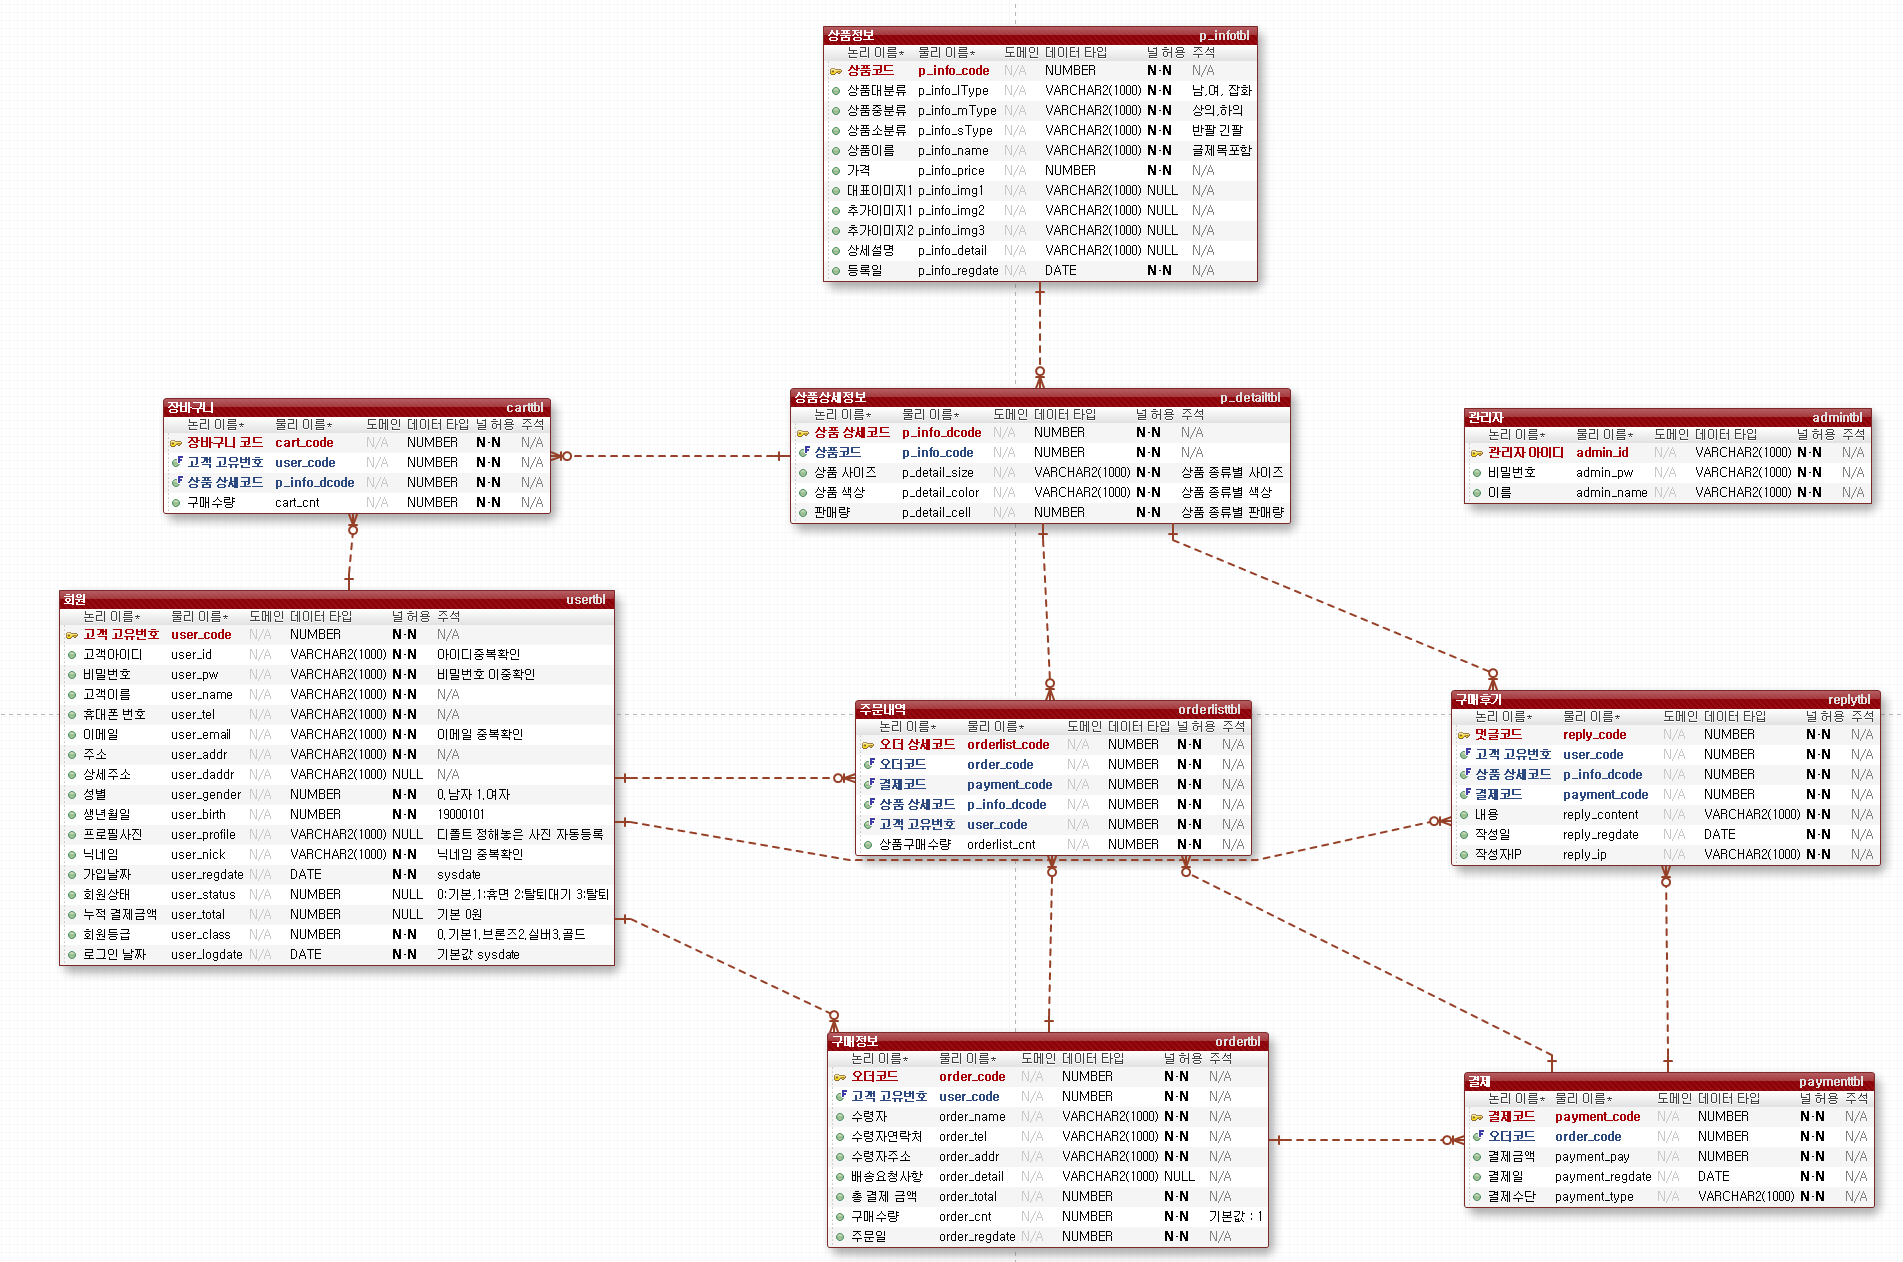 상품정보 p_infotbl
논리 이름* 물리 이름* 도메인 데이터 타입 널 허용 주석
상품코드 p_info_code N/A NUMBER N-N N/A
상품대분류 p_info_lType N/A VARCHAR2(1000) N-N 남,여, 잡화
상품중분류 p_info_mType N/A VARCHAR2(1000) N-N 상의,하의
상품소분류 p_info_sType N/A VARCHAR2(1000) N-N 반팔 긴팔
상품이름 p_info_name N/A VARCHAR2(1000) N-N 글제목포함
가격 p_info_price N/A NUMBER N-N N/A
대표이미지1 p_info_img1 N/A VARCHAR2(1000) NULL N/A
추가이미지1 p_info_img2 N/A VARCHAR2(1000) NULL N/A
추가이미지2 p_info_img3 N/A VARCHAR2(1000) NULL N/A
상세설명 p_info_detail N/A VARCHAR2(1000) NULL N/A
등록일 p_info_regdate N/A DATE N-N N/A
장바구니 carttbl
논리 이름* 물리 이름* 도메인 데이터 타입 널 허용 주석
장바구니 코드 cart_code N/A NUMBER N-N N/A
고객 고유번호 user_code N/A NUMBER N-N N/A
상품 상세코드 p_info_dcode N/A NUMBER N-N N/A
구매수량 cart_cnt N/A NUMBER N-N N/A
상품상세정보 p_detailtbl
논리 이름* 물리 이름* 도메인 데이터 타입 널 허용 주석
상품 상세코드 p_info_dcode N/A NUMBER N-N N/A
상품코드 p_info_code N/A NUMBER N-N N/A
상품 사이즈 p_detail_size N/A VARCHAR2(1000) N-N 상품 종류별 사이즈
상품 색상 p_detail_color N/A VARCHAR2(1000) N-N 상품 종류별 색상
판매량 p_detail_cell N/A NUMBER N-N 상품 종류별 판매량
관리자 admintbl
논리 이름* 물리 이름* 도메인 데이터 타입 널 허용 주석
관리자 아이디 admin_id N/A VARCHAR2(1000) N-N N/A
비밀번호 admin_pw N/A VARCHAR2(1000) N-N N/A
이름 admin_name N/A VARCHAR2(1000) N-N N/A
회원 usertbl
논리 이름* 물리 이름* 도메인 데이터 타입 널 허용 주석
고객 고유번호 user_code N/A NUMBER N-N N/A
고객아이디 user_id N/A VARCHAR2(1000) N-N 아이디중복확인
비밀번호 user_pw N/A VARCHAR2(1000) N-N 비밀번호 이중확인
고객이름 user_name N/A VARCHAR2(1000) N-N N/A
휴대폰 번호 user_tel N/A VARCHAR2(1000) N-N N/A
이메일 user_email N/A VARCHAR2(1000) N-N 이메일 중복확인
주소 user_addr N/A VARCHAR2(1000) N-N N/A
상세주소 user_daddr N/A VARCHAR2(1000) NULL N/A
성별 user_gender N/A NUMBER N-N 0.남자 1.여자
생년월일 user_birth N/A NUMBER N-N 19000101
프로필사진 user_profile N/A VARCHAR2(1000) NULL 디폴트 정해놓은 사진 자동등록
닉네임 user_nick N/A VARCHAR2(1000) N-N 닉네임 중복확인
가입날짜 user_regdate N/A DATE N-N sysdate
회원상태 user_status N/A NUMBER NULL 0:기본,1:휴면 2:탈퇴대기 3:탈퇴
누적 결제금액 user_total N/A NUMBER NULL 기본 0원
회원등급 user_class N/A NUMBER N-N 0.기본1.브론즈2.실버3.골드
로그인 날짜 user_logdate N/A DATE N-N 기본값 sysdate
주문내역 orderlisttbl
논리 이름* 물리 이름* 도메인 데이터 타입 널 허용 주석
오더 상세코드 orderlist_code N/A NUMBER N-N N/A
오더코드 order_code N/A NUMBER N-N N/A
결제코드 payment_code N/A NUMBER N-N N/A
상품 상세코드 p_info_dcode N/A NUMBER N-N N/A
고객 고유번호 user_code N/A NUMBER N-N N/A
상품구매수량 orderlist_cnt N/A NUMBER N-N N/A
구매후기 replytbl
논리 이름* 물리 이름* 도메인 데이터 타입 널 허용 주석
댓글코드 reply_code N/A NUMBER N-N N/A
고객 고유번호 user_code N/A NUMBER N-N N/A
상품 상세코드 p_info_dcode N/A NUMBER N-N N/A
결제코드 payment_code N/A NUMBER N-N N/A
내용 reply_content N/A VARCHAR2(1000) N-N N/A
작성일 reply_regdate N/A DATE N-N N/A
작성자IP reply_ip N/A VARCHAR2(1000) N-N N/A
구매정보 ordertbl
논리 이름* 물리 이름* 도메인 데이터 타입 널 허용 주석
오더코드 order_code N/A NUMBER N-N N/A
고객 고유번호 user_code N/A NUMBER N-N N/A
수령자 order_name N/A VARCHAR2(1000) N-N N/A
수령자연락처 order_tel N/A VARCHAR2(1000) N-N N/A
수령자주소 order_addr N/A VARCHAR2(1000) N-N N/A
배송요청사항 order_detail N/A VARCHAR2(1000) NULL N/A
총 결제 금액 order_total N/A NUMBER N-N N/A
구매수량 order_cnt N/A NUMBER N-N 기본값 : 1
주문일 order_regdate N/A DATE N-N N/A
결제 paymenttbl
논리 이름* 물리 이름* 도메인 데이터 타입 널 허용 주석
결제코드 payment_code N/A NUMBER N-N N/A
오더코드 order_code N/A NUMBER N-N N/A
결제금액 payment_pay N/A NUMBER N-N N/A
결제일 payment_regdate N/A DATE N-N N/A
결제수단 payment_type N/A VARCHAR2(1000) N-N N/A